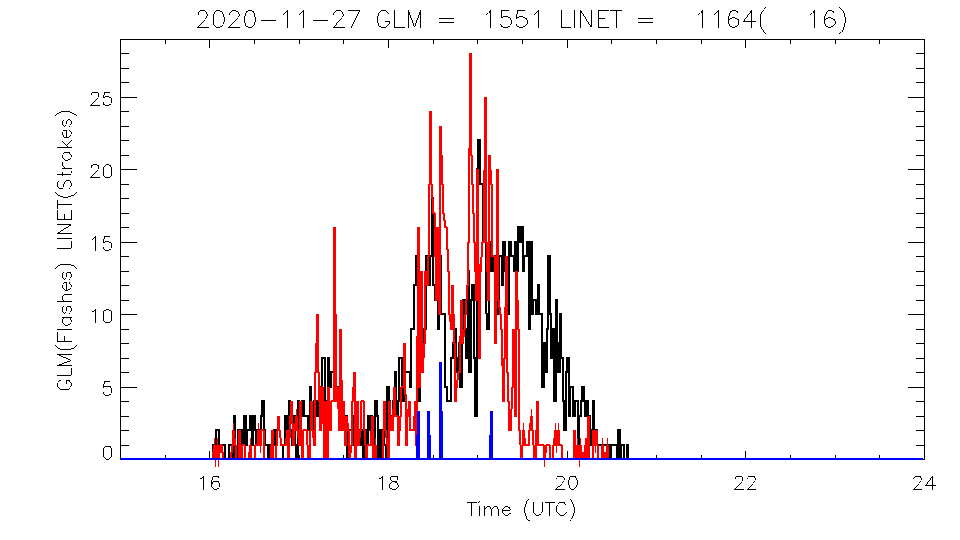 2020-11-27 GLM = 1551 LINET = 1164( 16)
GLM(Flashes) LINET(Strokes)
25
20
15
10
5
0
16 18 20 22 24
Time (UTC)